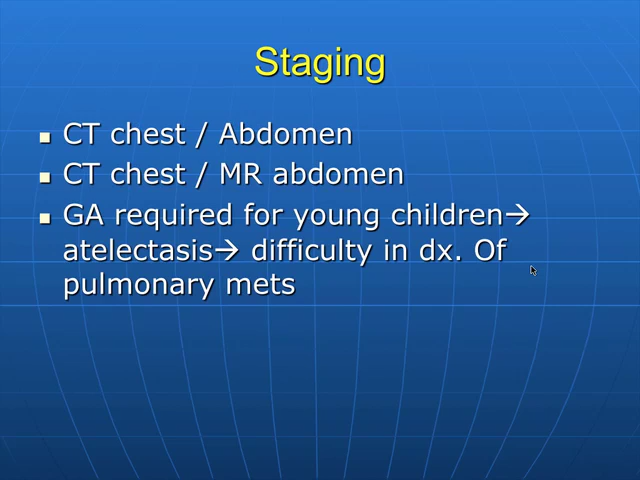 Staging
CT chest / Abdomen
CT chest / MR abdomen
GA required for young children→
atelectasis→ difficulty in dx. Of
pulmonary mets